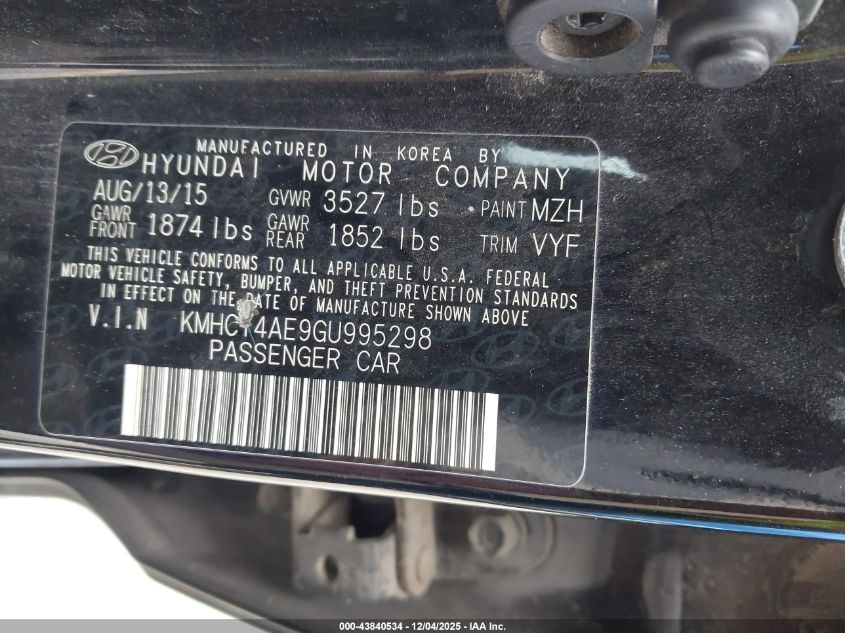 MANUFACTURED IN KOREA BY
HYUNDAI MOTOR COMPANY
AUG/13/15 GVWR 3527 lbs PAINT MZH
GAWR FRONT 1874 lbs GAWR REAR 1852 lbs TRIM VYF
THIS VEHICLE CONFORMS TO ALL APPLICABLE U.S.A. FEDERAL
MOTOR VEHICLE SAFETY, BUMPER, AND THEFT PREVENTION STANDARDS
IN EFFECT ON THE DATE OF MANUFACTURE SHOWN ABOVE
V.I.N KMHCT4AE9GU995298
PASSENGER CAR
000-43840534 - 12/04/2025 - IAA Inc.